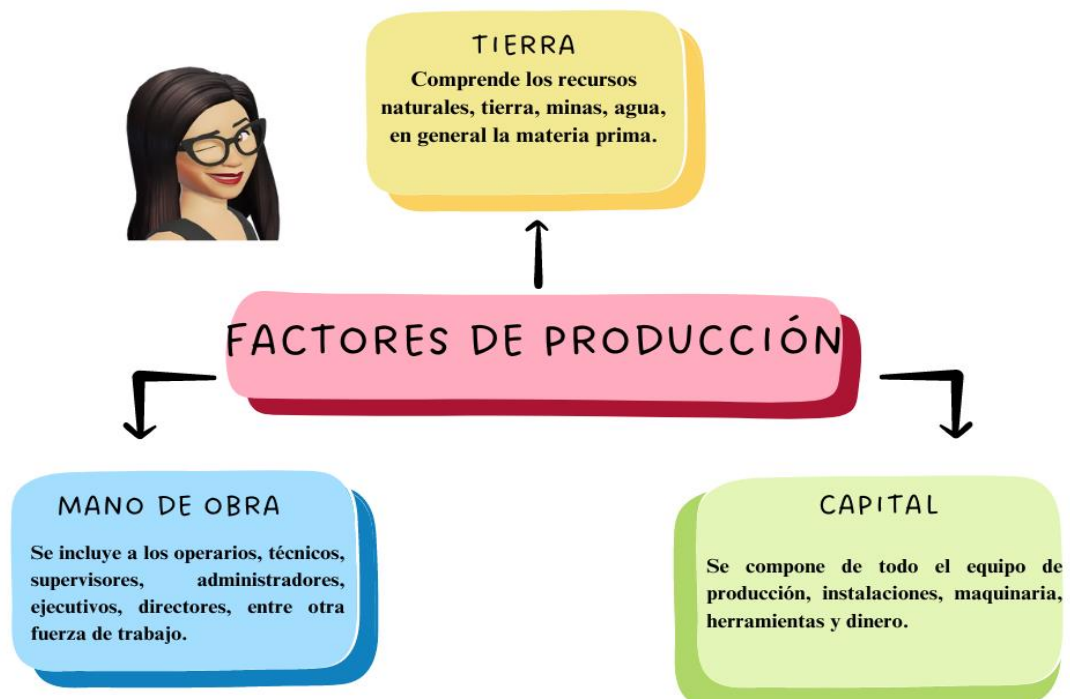 TIERRA
Comprende los recursos
naturales, tierra, minas, agua,
en general la materia prima.
FACTORES DE PRODUCCIÓN
MANO DE OBRA
Se incluye a los operarios, técnicos,
supervisores, administradores,
ejecutivos, directores, entre otra
fuerza de trabajo.
CAPITAL
Se compone de todo el equipo de
producción, instalaciones, maquinaria,
herramientas y dinero.